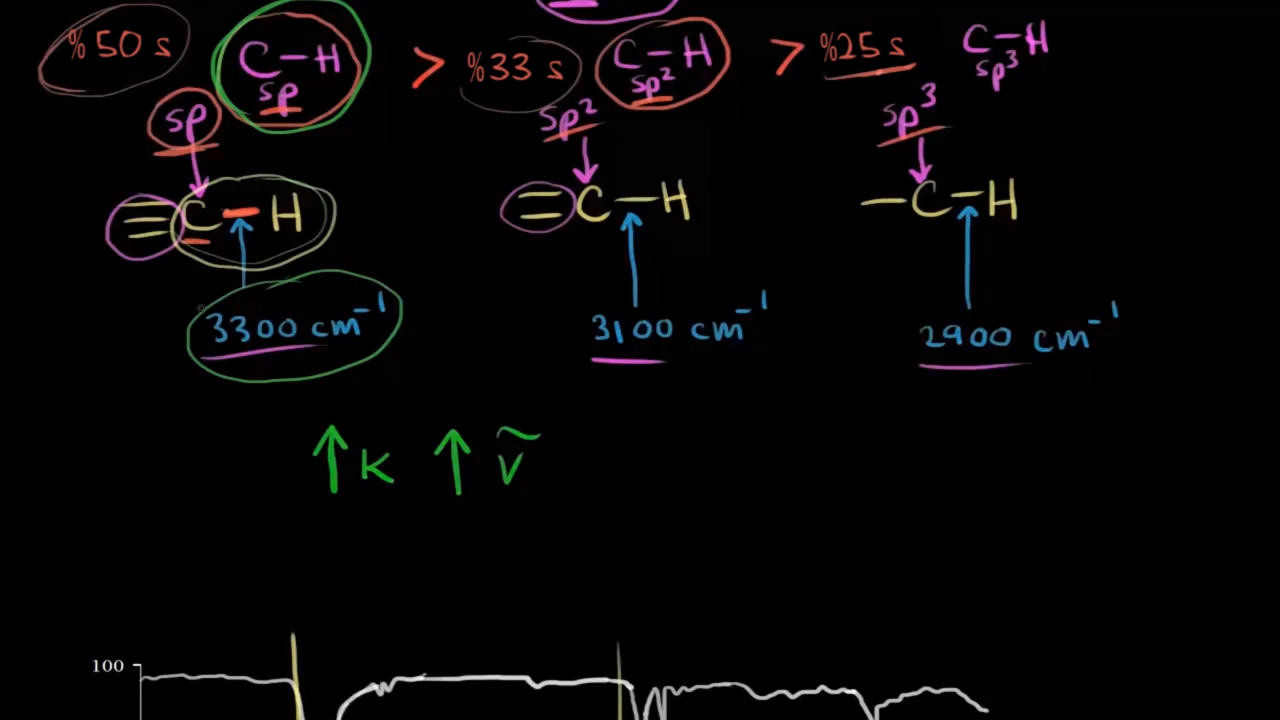 %50 s C–H > %33 s C–H > %25 s C–H
sp sp² sp³
sp sp² sp³
≡C–H =C–H –C–H
3300 cm⁻¹ 3100 cm⁻¹ 2900 cm⁻¹
↑ K ↑ ṽ
100